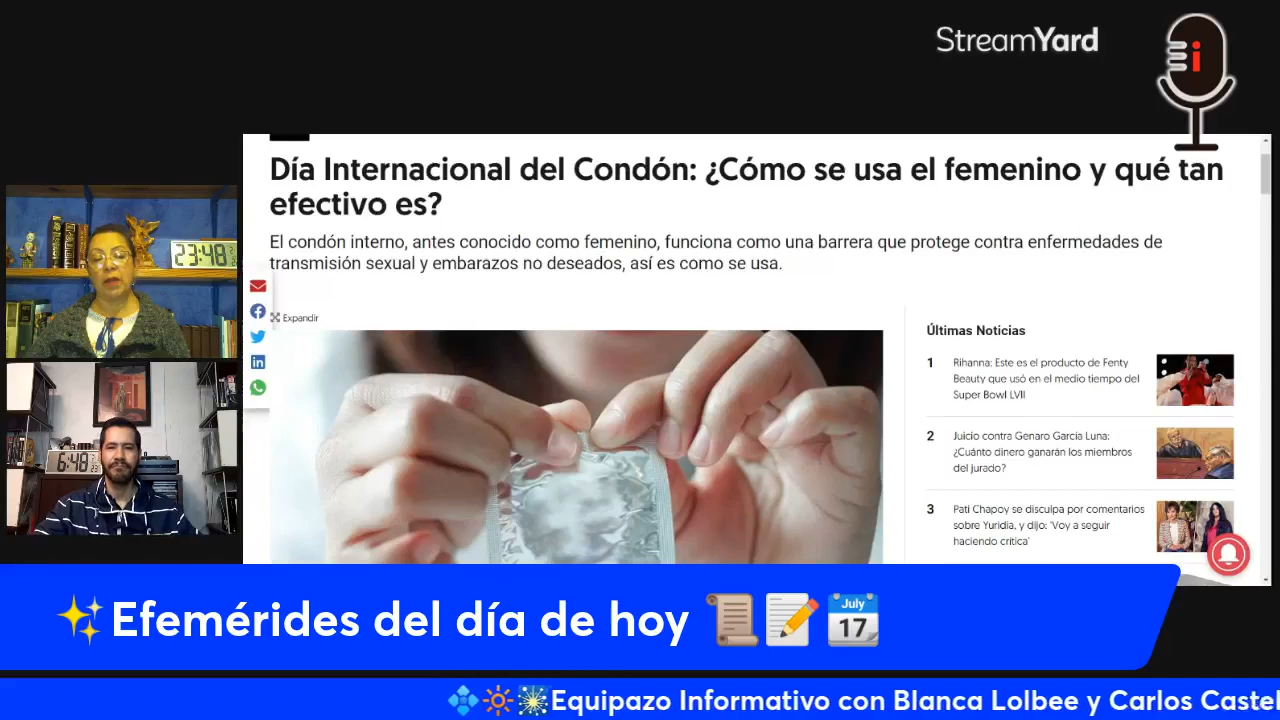 StreamYard
i
Día Internacional del Condón: ¿Cómo se usa el femenino y qué tan
efectivo es?
El condón interno, antes conocido como femenino, funciona como una barrera que protege contra enfermedades de
transmisión sexual y embarazos no deseados, así es como se usa.
23:48
6:48
Expandir
Últimas Noticias
1 Rihanna: Este es el producto de Fenty
Beauty que usó en el medio tiempo del
Super Bowl LVII
2 Juicio contra Genaro García Luna:
¿Cuánto dinero ganarán los miembros
del jurado?
3 Pati Chapoy se disculpa por comentarios
sobre Yuridia, y dijo: 'Voy a seguir
haciendo crítica'
✨Efemérides del día de hoy 📜📝
July
17
Equipazo Informativo con Blanca Lolbee y Carlos Castel